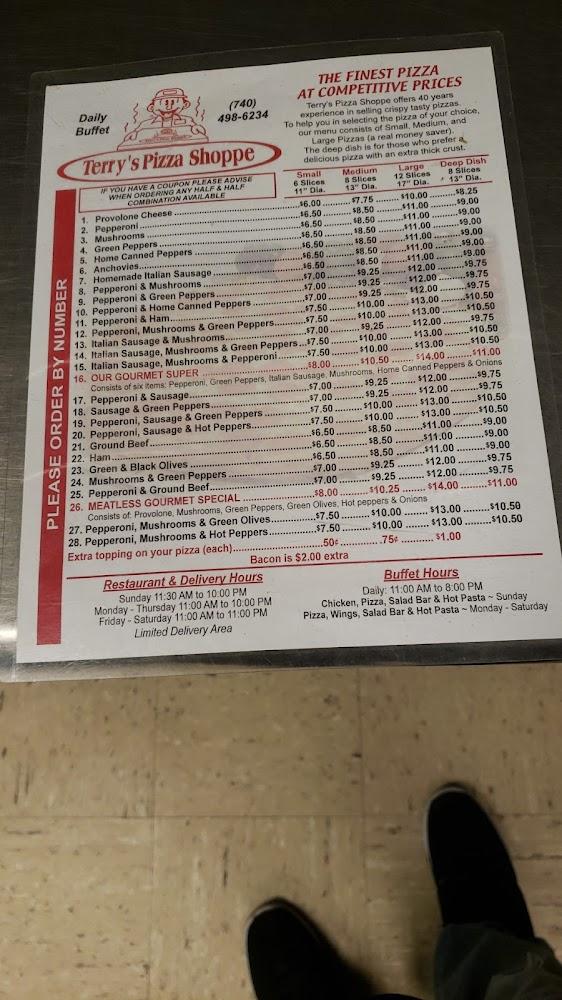 Daily
Buffet
(740)
498-6234
Terry's Pizza Shoppe
THE FINEST PIZZA
AT COMPETITIVE PRICES
Terry's Pizza Shoppe offers 40 years
experience in selling crispy tasty pizzas.
To help you in selecting the pizza of your choice,
our menu consists of Small, Medium, and
Large Pizzas (a real money saver).
The deep dish is for those who prefer a
delicious pizza with an extra thick crust.
IF YOU HAVE A COUPON PLEASE ADVISE
WHEN ORDERING ANY HALF & HALF
COMBINATION AVAILABLE
Small Medium Large Deep Dish
6 Slices 8 Slices 12 Slices 8 Slices
11" Dia. 13" Dia. 17" Dia. 13" Dia.
PLEASE ORDER BY NUMBER
1. Provolone Cheese $6.00 $7.75 $10.00 $8.25
2. Pepperoni $6.50 $8.50 $11.00 $9.00
3. Mushrooms $6.50 $8.50 $11.00 $9.00
4. Green Peppers $6.50 $8.50 $11.00 $9.00
5. Home Canned Peppers $6.50 $8.50 $11.00 $9.00
6. Anchovies $6.50 $8.50 $11.00 $9.00
7. Homemade Italian Sausage $6.50 $8.50 $11.00 $9.00
8. Pepperoni & Mushrooms $7.00 $9.25 $12.00 $9.75
9. Pepperoni & Green Peppers $7.00 $9.25 $12.00 $9.75
10. Pepperoni & Home Canned Peppers $7.00 $9.25 $12.00 $9.75
11. Pepperoni & Ham $7.00 $9.25 $12.00 $9.75
12. Pepperoni, Mushrooms & Green Peppers $7.50 $10.00 $13.00 $10.50
13. Italian Sausage & Mushrooms $7.00 $9.25 $12.00 $9.75
14. Italian Sausage, Mushrooms & Green Peppers $7.50 $10.00 $13.00 $10.50
15. Italian Sausage, Mushrooms & Pepperoni $7.50 $10.00 $13.00 $10.50
16. OUR GOURMET SUPER $8.00 $10.50 $14.00 $11.00
Consists of six items: Pepperoni, Green Peppers, Italian Sausage, Mushrooms, Home Canned Peppers & Onions
17. Pepperoni & Sausage $7.00 $9.25 $12.00 $9.75
18. Sausage & Green Peppers $7.00 $9.25 $12.00 $9.75
19. Pepperoni, Sausage & Green Peppers $7.50 $10.00 $13.00 $10.50
20. Pepperoni, Sausage & Hot Peppers $7.50 $10.00 $13.00 $10.50
21. Ground Beef $6.50 $8.50 $11.00 $9.00
22. Ham $6.50 $8.50 $11.00 $9.00
23. Green & Black Olives $6.50 $8.50 $11.00 $9.00
24. Mushrooms & Green Peppers $7.00 $9.25 $12.00 $9.75
25. Pepperoni & Ground Beef $7.00 $9.25 $12.00 $9.75
26. MEATLESS GOURMET SPECIAL $8.00 $10.25 $14.00 $11.00
Consists of: Provolone, Mushrooms, Green Peppers, Green Olives, Hot peppers & Onions
27. Pepperoni, Mushrooms & Green Olives $7.50 $10.00 $13.00 $10.50
28. Pepperoni, Mushrooms & Hot Peppers $7.50 $10.00 $13.00 $10.50
Extra topping on your pizza (each) .50¢ .75¢ $1.00
Bacon is $2.00 extra
Restaurant & Delivery Hours
Sunday 11:30 AM to 10:00 PM
Monday - Thursday 11:00 AM to 10:00 PM
Friday - Saturday 11:00 AM to 11:00 PM
Limited Delivery Area
Buffet Hours
Daily: 11:00 AM to 8:00 PM
Chicken, Pizza, Salad Bar & Hot Pasta ~ Sunday
Pizza, Wings, Salad Bar & Hot Pasta ~ Monday - Saturday